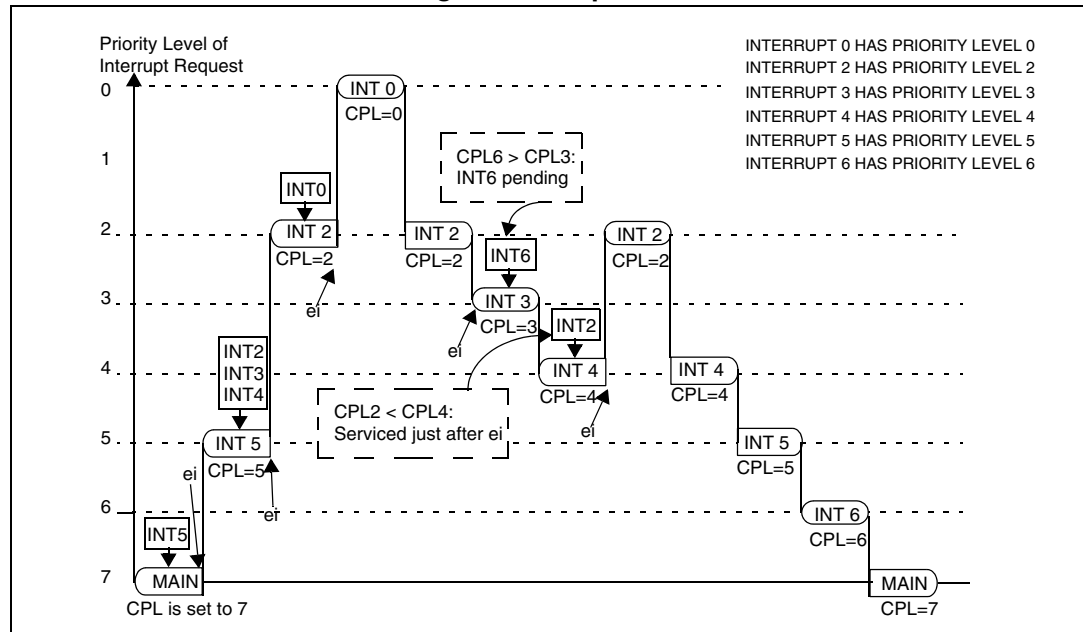 Priority Level of
Interrupt Request
INTERRUPT 0 HAS PRIORITY LEVEL 0
INTERRUPT 2 HAS PRIORITY LEVEL 2
INTERRUPT 3 HAS PRIORITY LEVEL 3
INTERRUPT 4 HAS PRIORITY LEVEL 4
INTERRUPT 5 HAS PRIORITY LEVEL 5
INTERRUPT 6 HAS PRIORITY LEVEL 6
0
INT 0
CPL=0
1
CPL6 > CPL3:
INT6 pending
INT0
2
INT 2
CPL=2
INT 2
CPL=2
INT 2
CPL=2
INT6
ei
3
INT 3
CPL=3
ei
INT2
INT2
INT3
INT4
4
INT 4
CPL=4
INT 4
CPL=4
CPL2 < CPL4:
Serviced just after ei
ei
5
INT 5
CPL=5
INT 5
CPL=5
ei
ei
6
INT 6
CPL=6
INT5
7
MAIN
CPL is set to 7
MAIN
CPL=7